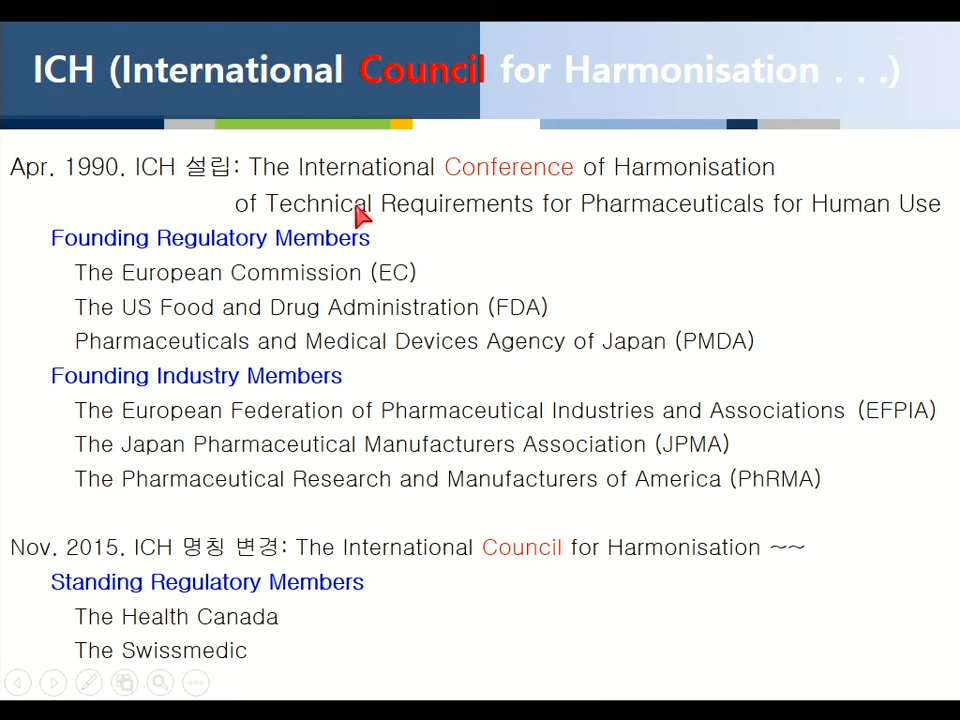 ICH (International Council for Harmonisation . . .)
Apr. 1990. ICH 설립: The International Conference of Harmonisation
of Technical Requirements for Pharmaceuticals for Human Use
Founding Regulatory Members
The European Commission (EC)
The US Food and Drug Administration (FDA)
Pharmaceuticals and Medical Devices Agency of Japan (PMDA)
Founding Industry Members
The European Federation of Pharmaceutical Industries and Associations (EFPIA)
The Japan Pharmaceutical Manufacturers Association (JPMA)
The Pharmaceutical Research and Manufacturers of America (PhRMA)
Nov. 2015. ICH 명칭 변경: The International Council for Harmonisation ~~
Standing Regulatory Members
The Health Canada
The Swissmedic